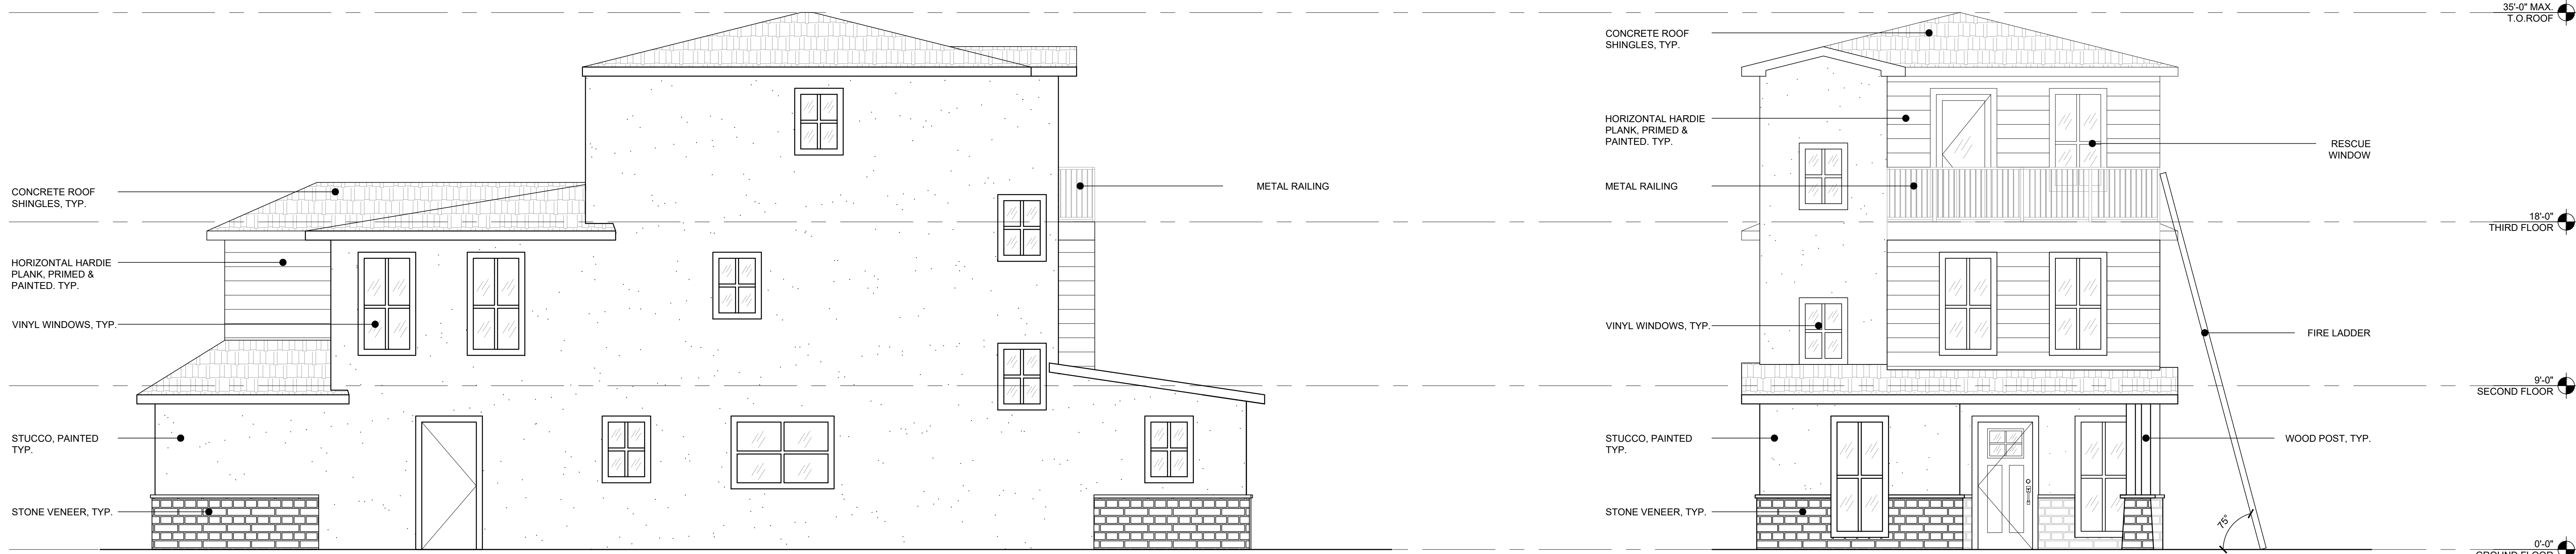 CONCRETE ROOF
SHINGLES, TYP.
HORIZONTAL HARDIE
PLANK, PRIMED &
PAINTED. TYP.
VINYL WINDOWS, TYP.
STUCCO, PAINTED
TYP.
STONE VENEER, TYP.
METAL RAILING
CONCRETE ROOF
SHINGLES, TYP.
HORIZONTAL HARDIE
PLANK, PRIMED &
PAINTED. TYP.
METAL RAILING
VINYL WINDOWS, TYP.
STUCCO, PAINTED
TYP.
STONE VENEER, TYP.
RESCUE
WINDOW
FIRE LADDER
WOOD POST, TYP.
75°
35'-0" MAX.
T.O.ROOF
18'-0"
THIRD FLOOR
9'-0"
SECOND FLOOR
0'-0"
GROUND FLOOR